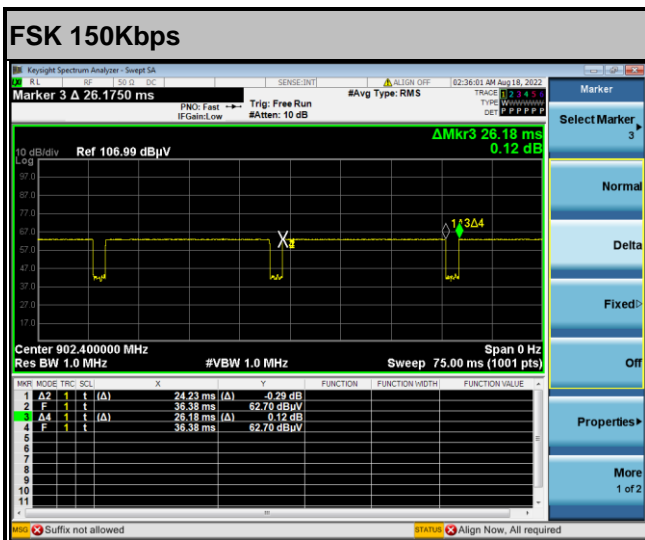 FSK 150Kbps
Keysight Spectrum Analyzer - Swept SA
RL RF 50 Ω DC SENSE:INT ALIGN OFF 02:36:01 AM Aug 18, 2022
Marker 3 Δ 26.1750 ms
PNO: Fast
IFGain:Low
Trig: Free Run
#Atten: 10 dB
#Avg Type: RMS
TRACE 1 2 3 4 5 6
TYPE WWWWWW
DET P P P P P P
ΔMkr3 26.18 ms
0.12 dB
10 dB/div Ref 106.99 dBµV
Log
97.0
87.0
77.0
67.0
57.0
47.0
37.0
27.0
17.0
3Δ4
Center 902.400000 MHz Span 0 Hz
Res BW 1.0 MHz #VBW 1.0 MHz Sweep 75.00 ms (1001 pts)
MKR MODE TRC SCL X Y FUNCTION FUNCTION WIDTH FUNCTION VALUE
1 Δ2 1 t (Δ) 24.23 ms (Δ) -0.29 dB
2 F 1 t 36.38 ms 62.70 dBµV
3 Δ4 1 t (Δ) 26.18 ms (Δ) 0.12 dB
4 F 1 t 36.38 ms 62.70 dBµV
5
6
7
8
9
10
11
MSG Suffix not allowed STATUS Align Now, All required
Marker
Select Marker
3
Normal
Delta
Fixed
Off
Properties
More
1 of 2